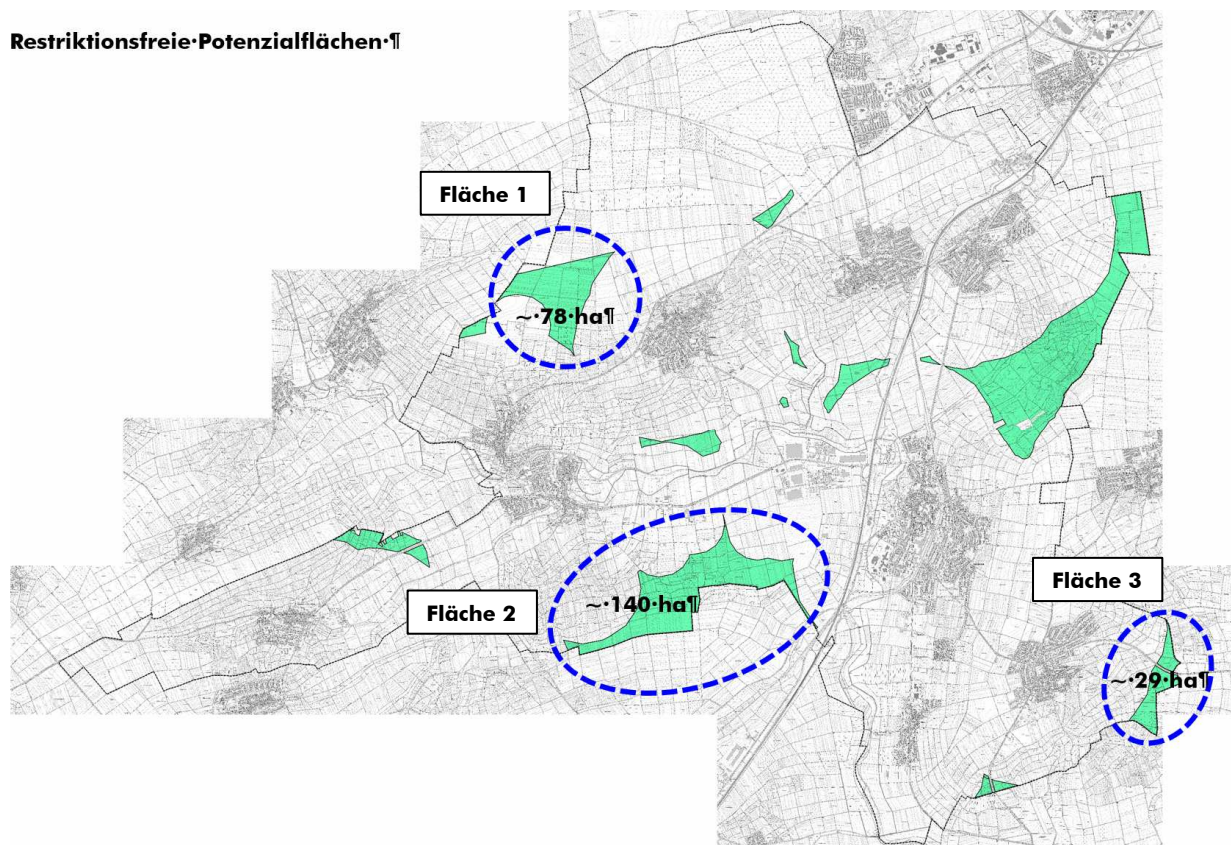 Restriktionsfreie·Potenzialflächen·¶
Fläche 1
~·78·ha¶
Fläche 2
~·140·ha¶
Fläche 3
~·29·ha¶